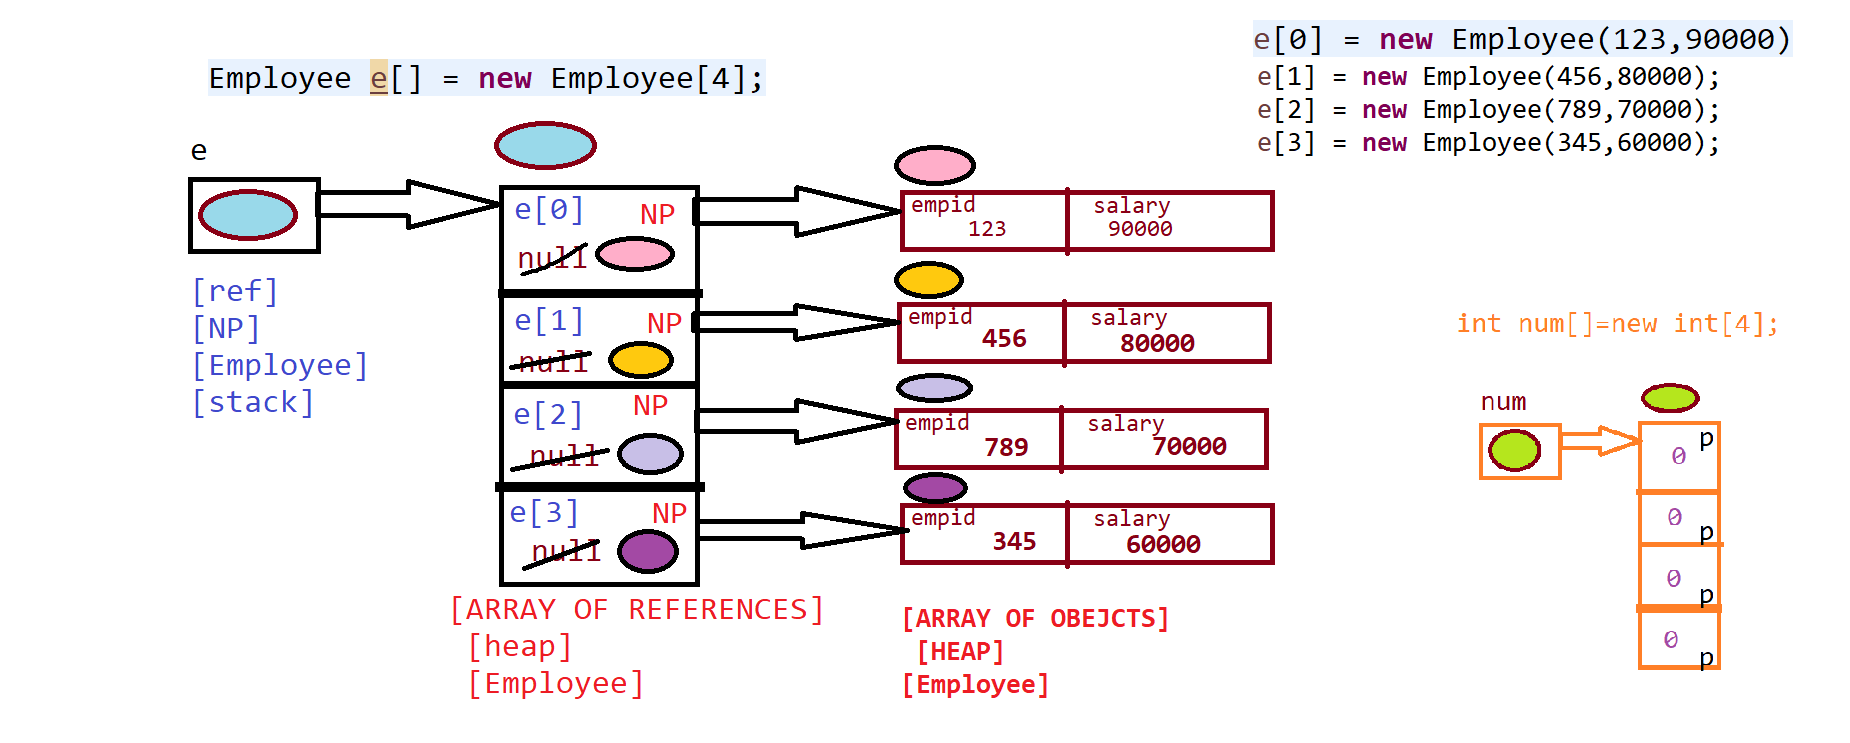 Employee e[] = new Employee[4];
e[0] = new Employee(123,90000)
e[1] = new Employee(456,80000);
e[2] = new Employee(789,70000);
e[3] = new Employee(345,60000);
e
[ref]
[NP]
[Employee]
[stack]
e[0] NP
null
e[1] NP
null
e[2] NP
null
e[3] NP
null
[ARRAY OF REFERENCES]
[heap]
[Employee]
empid salary
123 90000
empid salary
456 80000
empid salary
789 70000
empid salary
345 60000
[ARRAY OF OBEJCTS]
[HEAP]
[Employee]
int num[]=new int[4];
num
0 p
0 p
0 p
0 p